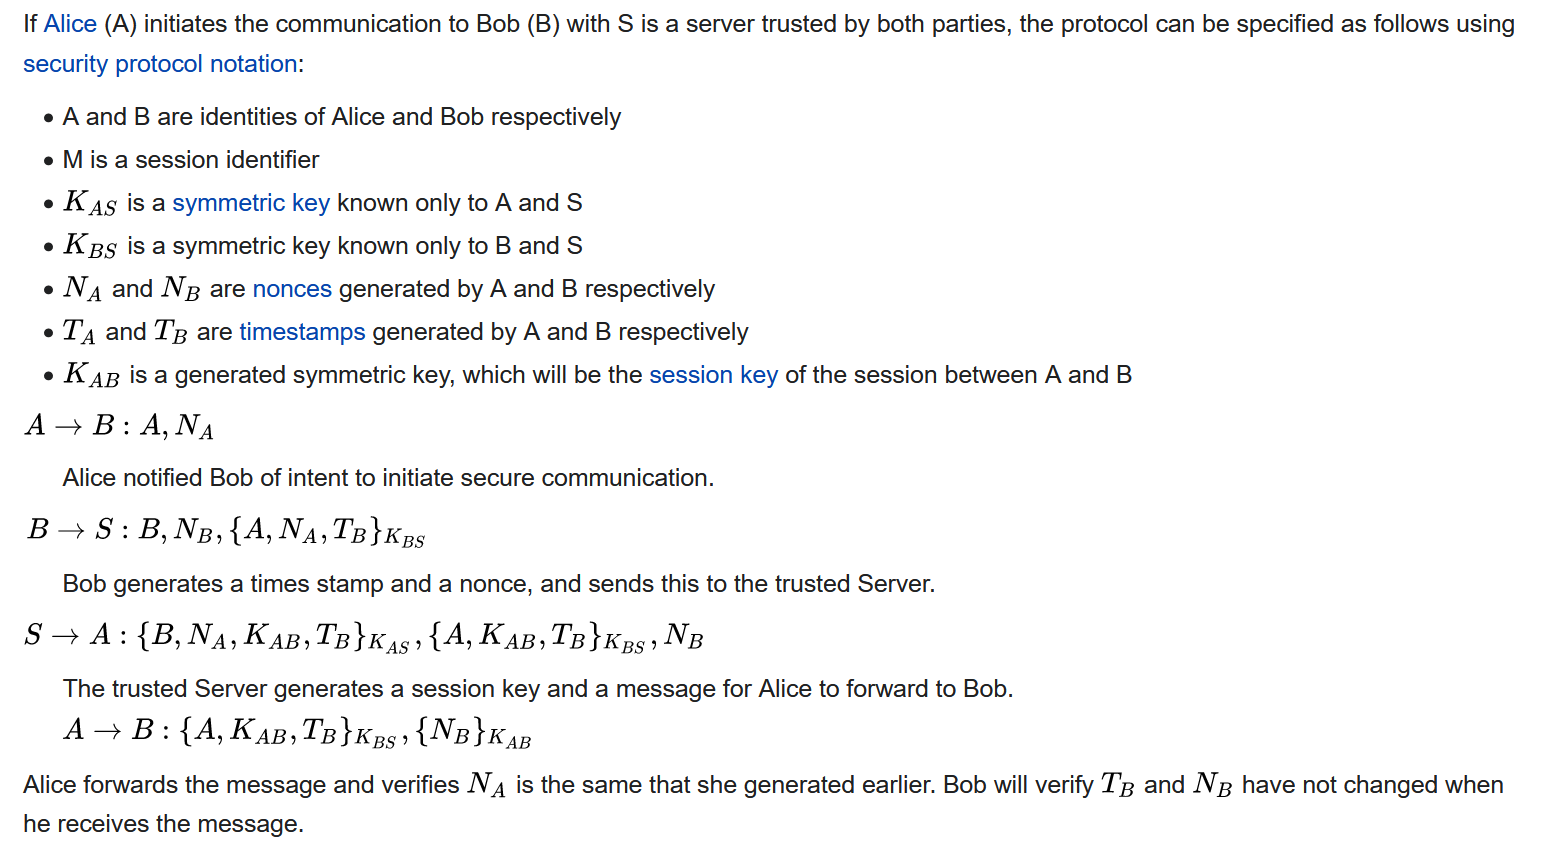 If Alice (A) initiates the communication to Bob (B) with S is a server trusted by both parties, the protocol can be specified as follows using
security protocol notation:
• A and B are identities of Alice and Bob respectively
• M is a session identifier
• K_{AS} is a symmetric key known only to A and S
• K_{BS} is a symmetric key known only to B and S
• N_A and N_B are nonces generated by A and B respectively
• T_A and T_B are timestamps generated by A and B respectively
• K_{AB} is a generated symmetric key, which will be the session key of the session between A and B
A → B : A, N_A
Alice notified Bob of intent to initiate secure communication.
B → S : B, N_B, {A, N_A, T_B}_{K_{BS}}
Bob generates a times stamp and a nonce, and sends this to the trusted Server.
S → A : {B, N_A, K_{AB}, T_B}_{K_{AS}}, {A, K_{AB}, T_B}_{K_{BS}}, N_B
The trusted Server generates a session key and a message for Alice to forward to Bob.
A → B : {A, K_{AB}, T_B}_{K_{BS}}, {N_B}_{K_{AB}}
Alice forwards the message and verifies N_A is the same that she generated earlier. Bob will verify T_B and N_B have not changed when
he receives the message.